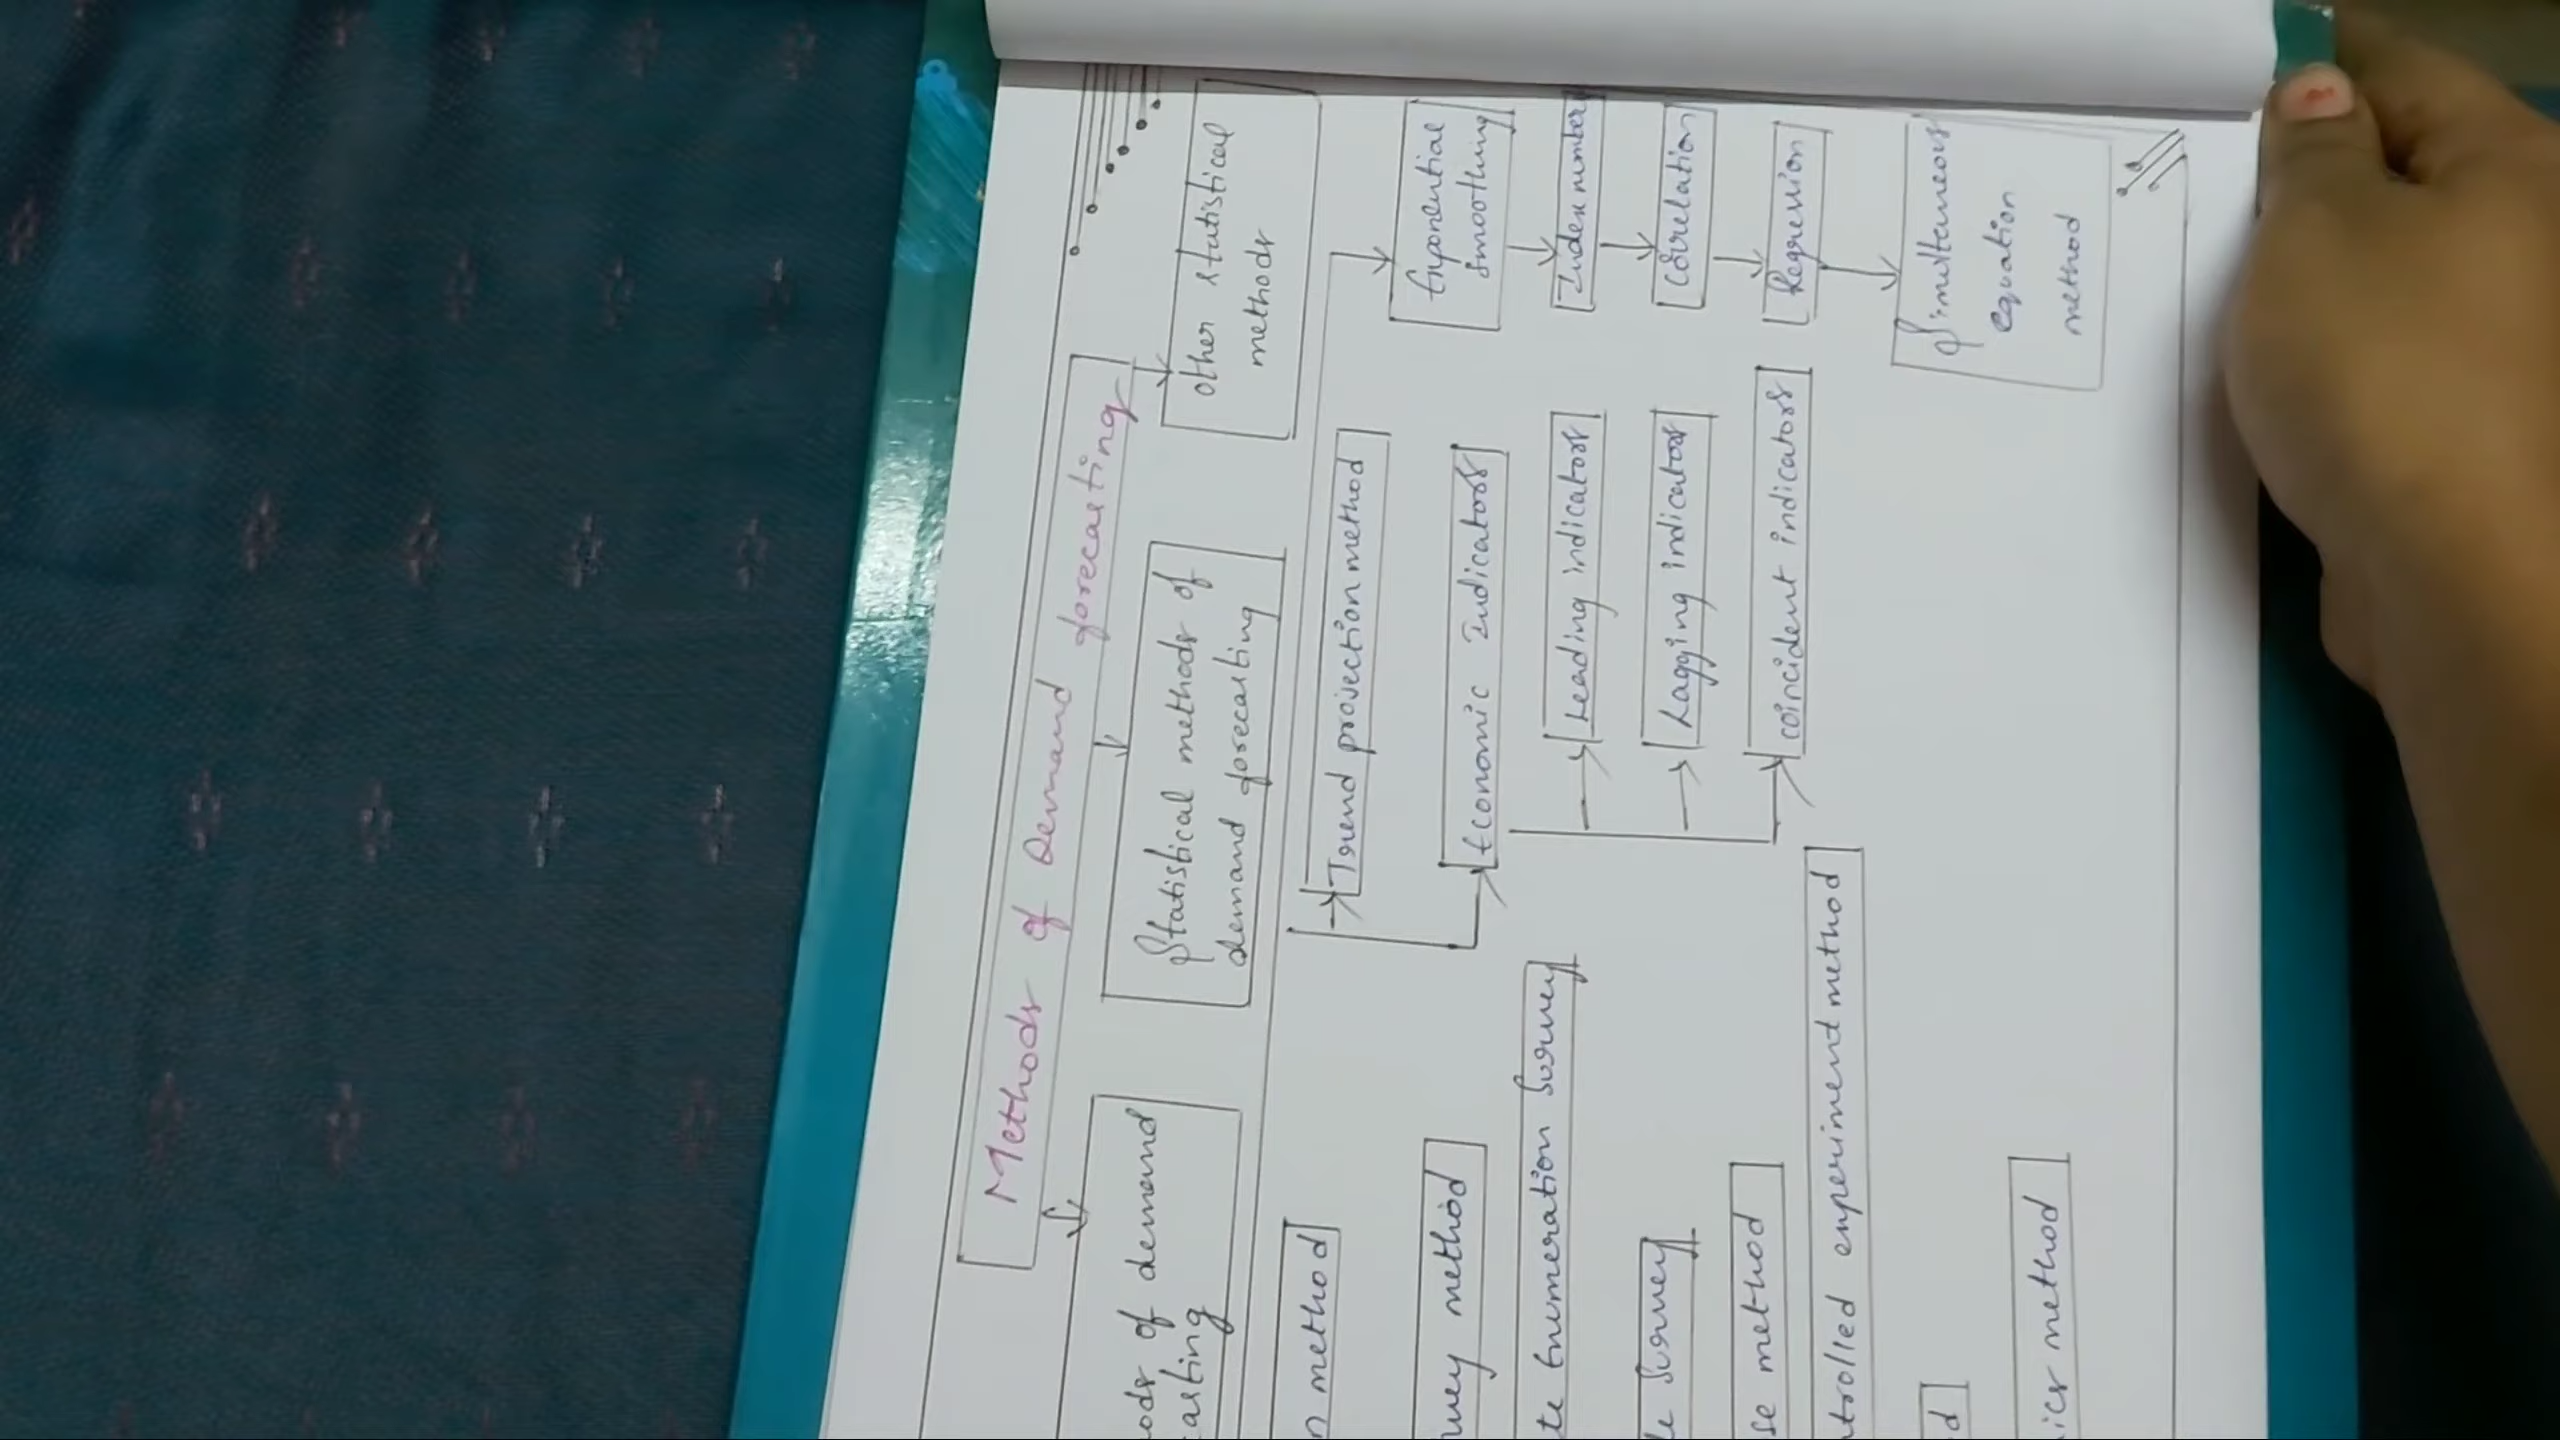 Methods of Demand forecasting
of demand
method
method
Enumeration Survey
Survey
method
experiment method
method
Statistical methods of
demand forecasting
Trend projection method
Economic Indicators
Leading indicators
Lagging indicators
coincident indicators
other statistical
methods
Exponential
smoothing
Index number
Correlation
Regression
Simultaneous
equation
method